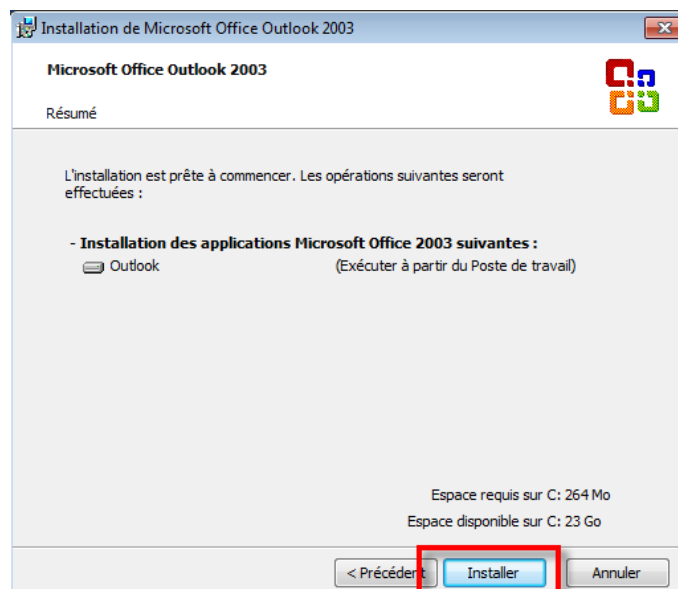 Installation de Microsoft Office Outlook 2003
Microsoft Office Outlook 2003
Résumé
L'installation est prête à commencer. Les opérations suivantes seront
effectuées :
- Installation des applications Microsoft Office 2003 suivantes :
Outlook (Exécuter à partir du Poste de travail)
Espace requis sur C: 264 Mo
Espace disponible sur C: 23 Go
< Précédent Installer Annuler